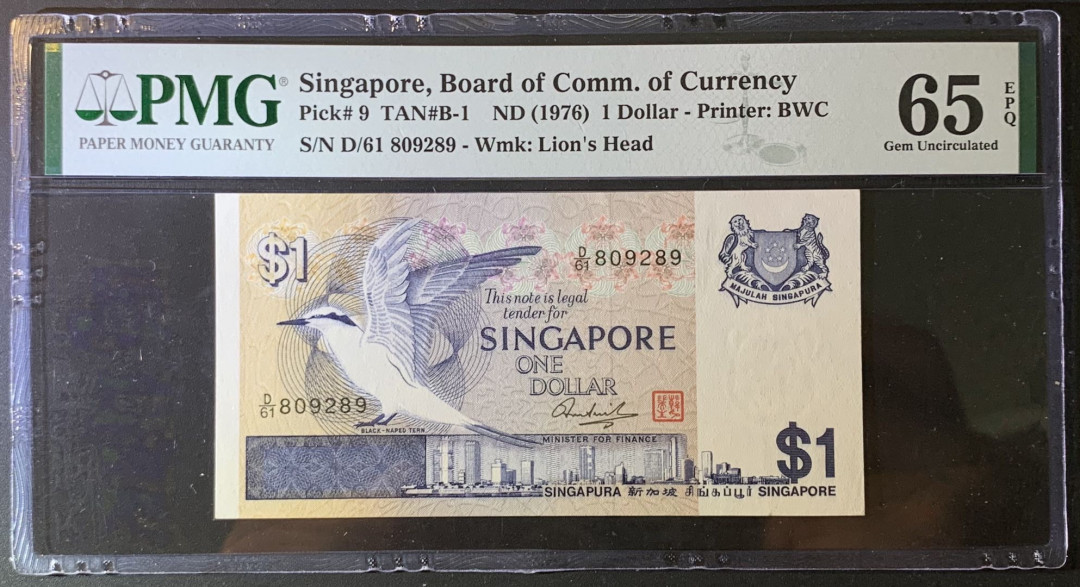 PMG®
PAPER MONEY GUARANTY
Singapore, Board of Comm. of Currency
Pick# 9 TAN#B-1 ND (1976) 1 Dollar - Printer: BWC
S/N D/61 809289 - Wmk: Lion's Head
65
EPQ
Gem Uncirculated
$1
D/61 809289
MAJULAH SINGAPURA
This note is legal
tender for
SINGAPORE
ONE
DOLLAR
D/61 809289
BLACK-NAPED TERN
MINISTER FOR FINANCE
$1
SINGAPURA 新加坡 சிங்கப்பூர் SINGAPORE